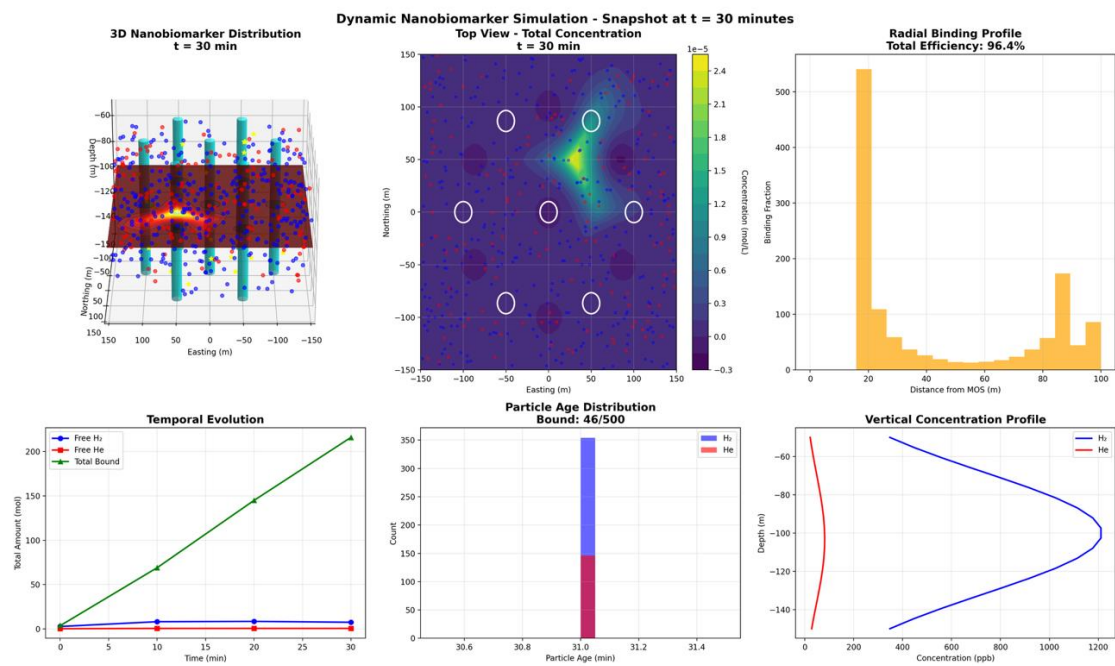 Dynamic Nanobiomarker Simulation - Snapshot at t = 30 minutes
3D Nanobiomarker Distribution
t = 30 min
−60
−80
−100
−120
−140
Depth (m)
−150
−100
−50
0
50
100
150
Northing (m)
150
100
50
0
−50
−100
−150
Easting (m)
Top View - Total Concentration
t = 30 min
150
100
50
0
−50
−100
−150
Northing (m)
−150
−100
−50
0
50
100
150
Easting (m)
1e−5
2.4
2.1
1.8
1.5
1.2
0.9
0.6
0.3
0.0
−0.3
Concentration (mol/L)
Radial Binding Profile
Total Efficiency: 96.4%
500
400
300
200
100
0
Binding Fraction
0
20
40
60
80
100
Distance from MOS (m)
Temporal Evolution
Free H₂
Free He
Total Bound
200
150
100
50
0
Total Amount (mol)
0
5
10
15
20
25
30
Time (min)
Particle Age Distribution
Bound: 46/500
H₂
He
350
300
250
200
150
100
50
0
Count
30.6
30.8
31.0
31.2
31.4
Particle Age (min)
Vertical Concentration Profile
H₂
He
−60
−80
−100
−120
−140
Depth (m)
0
200
400
600
800
1000
1200
Concentration (ppb)